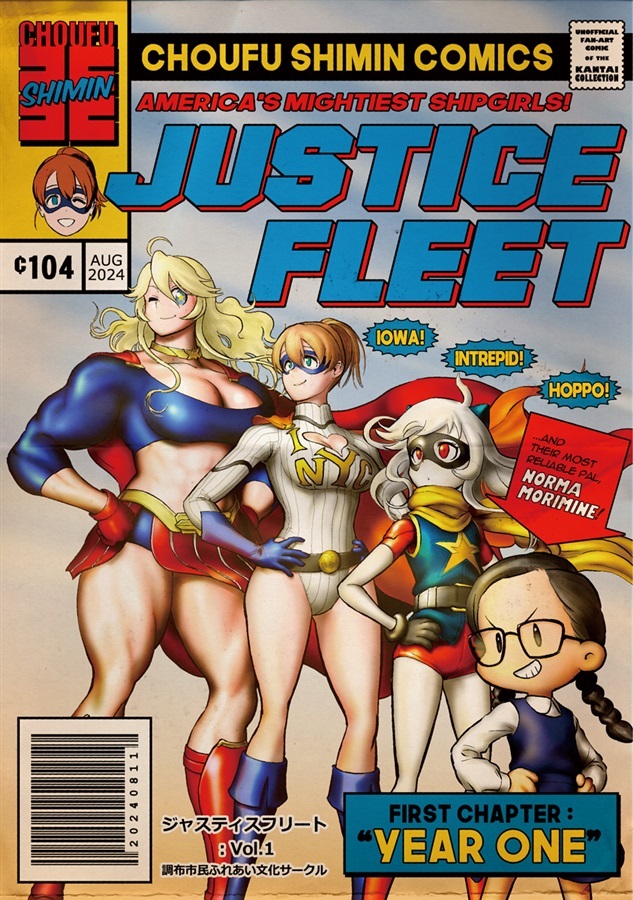 CHOUFU
SHIMIN
CHOUFU SHIMIN COMICS
UNOFFICIAL
FAN-ART
COMIC
OF THE
KANTAI
COLLECTION
AMERICA'S MIGHTIEST SHIPGIRLS!
JUSTICE
FLEET
¢104
AUG
2024
IOWA!
INTREPID!
HOPPO!
...AND
THEIR MOST
RELIABLE PAL,
NORMA
MORIMINE!
I
NYC
20240811
ジャスティスフリート
: Vol.1
調布市民ふれあい文化サークル
FIRST CHAPTER :
“YEAR ONE”